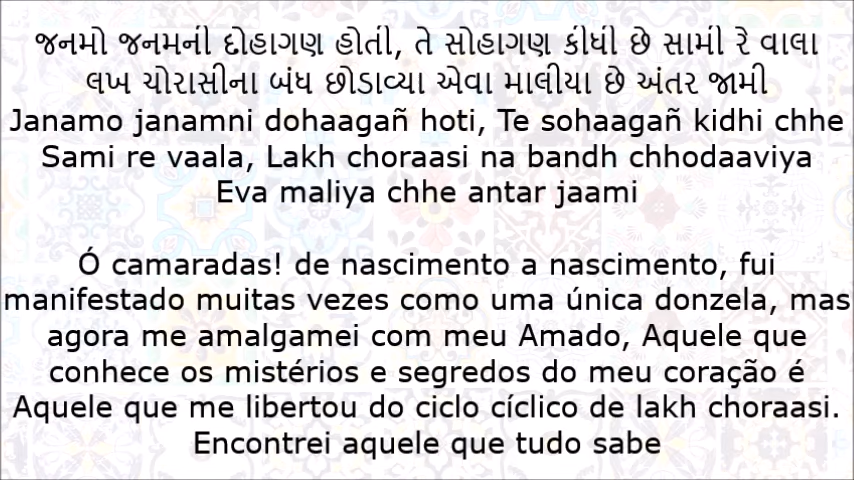 જનમો જનમની દોહાગણ હોતી, તે સોહાગણ કીધી છે સામી રે વાલા
લખ ચોરાસીના બંધ છોડાવ્યા એવા માલીયા છે અંતર જામી
Janamo janamni dohaagañ hoti, Te sohaagañ kidhi chhe
Sami re vaala, Lakh choraasi na bandh chhodaaviya
Eva maliya chhe antar jaami
Ó camaradas! de nascimento a nascimento, fui
manifestado muitas vezes como uma única donzela, mas
agora me amalgamei com meu Amado, Aquele que
conhece os mistérios e segredos do meu coração é
Aquele que me libertou do ciclo cíclico de lakh choraasi.
Encontrei aquele que tudo sabe